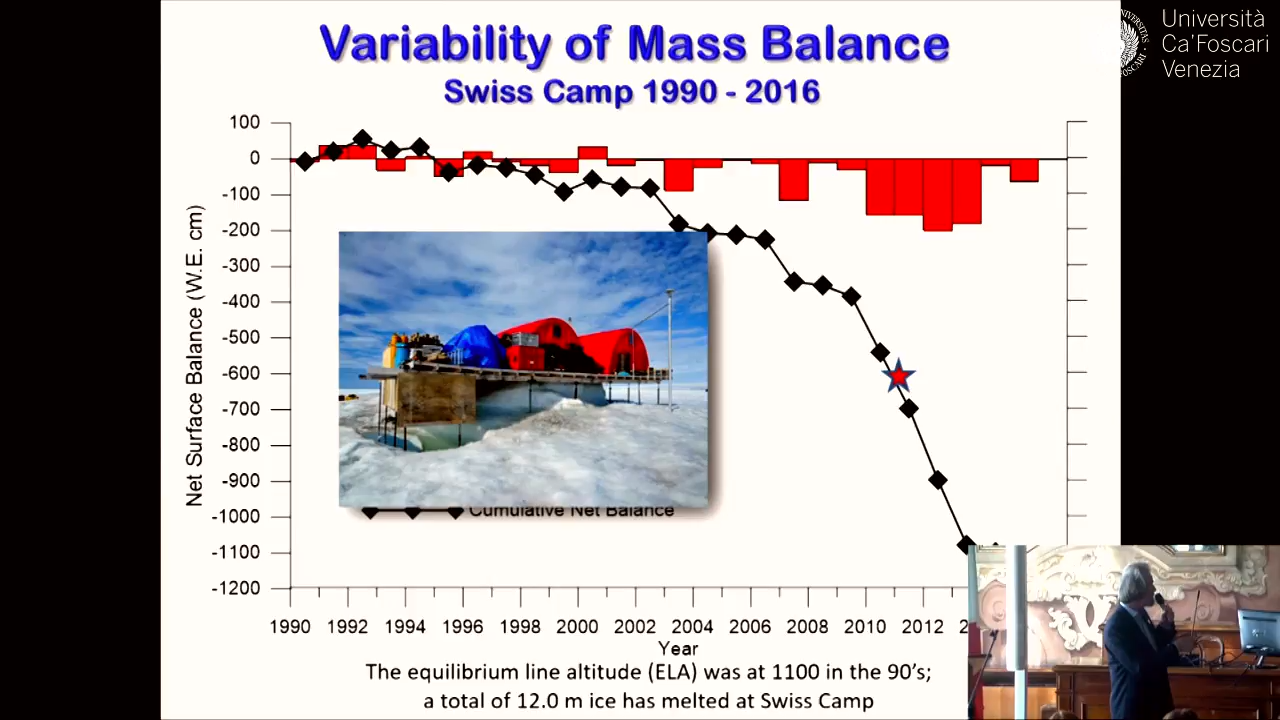 Variability of Mass Balance
Swiss Camp 1990 - 2016
Università
Ca'Foscari
Venezia
100
0
-100
-200
-300
-400
-500
-600
-700
-800
-900
-1000
-1100
-1200
Net Surface Balance (W.E. cm)
Cumulative Net Balance
1990 1992 1994 1996 1998 2000 2002 2004 2006 2008 2010 2012
Year
The equilibrium line altitude (ELA) was at 1100 in the 90's;
a total of 12.0 m ice has melted at Swiss Camp